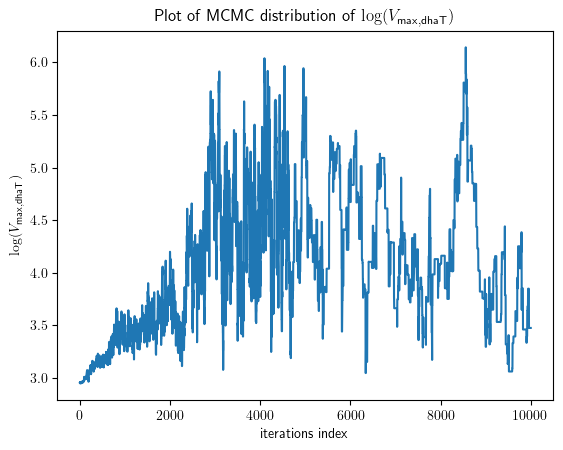 Plot of MCMC distribution of log(V_max,dhaT)
log(V_max,dhaT)
6.0
5.5
5.0
4.5
4.0
3.5
3.0
0 2000 4000 6000 8000 10000
iterations index